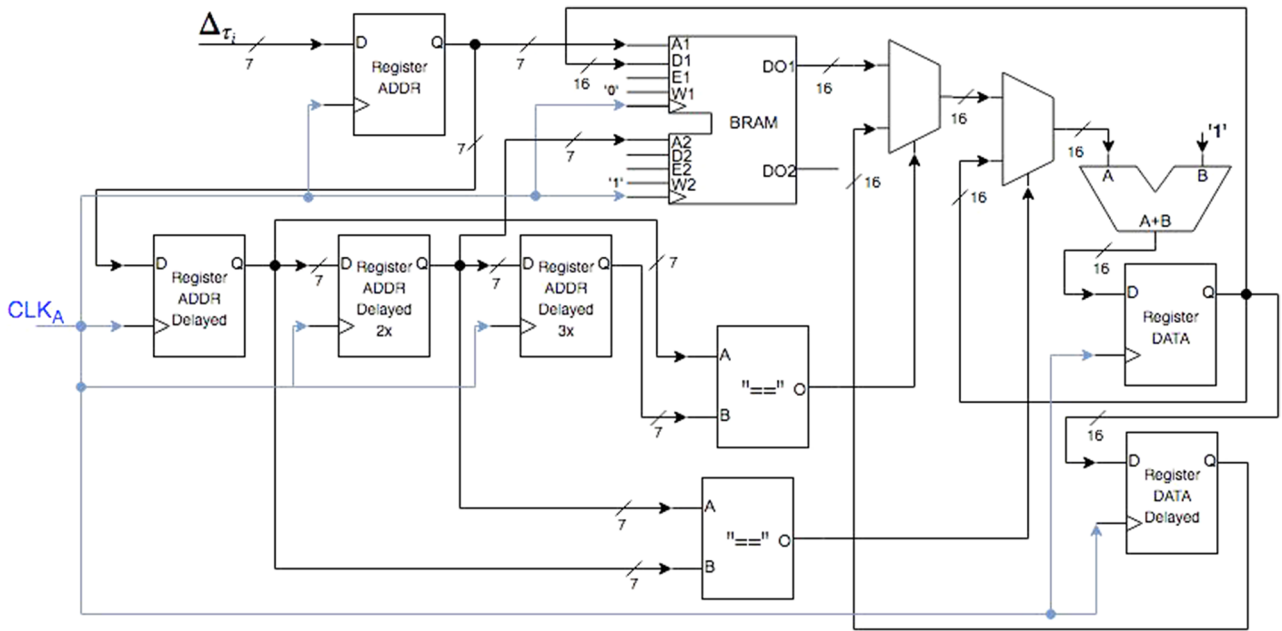 Δτi
7
D Q
Register
ADDR
7
7
16
'0'
A1
D1
E1
W1
BRAM
DO1
16
7
A2
D2
E2
W2
'1'
DO2
16
16
16
16
'1'
A B
A+B
16
CLKA
D Q
Register
ADDR
Delayed
7
D Q
Register
ADDR
Delayed
2x
7
D Q
Register
ADDR
Delayed
3x
7
7
D Q
Register
DATA
A
B
"==" O
16
D Q
Register
DATA
Delayed
7
7
A
B
"==" O